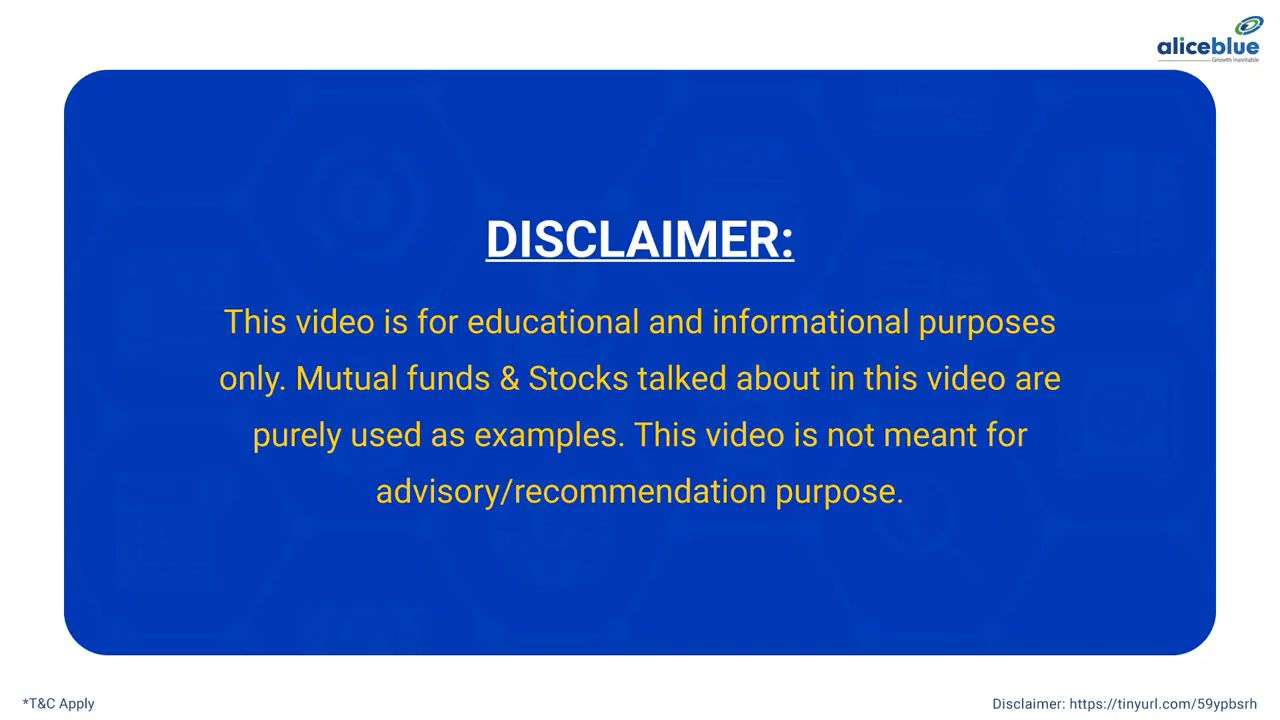 aliceblue
Growth Inevitable
DISCLAIMER:
This video is for educational and informational purposes
only. Mutual funds & Stocks talked about in this video are
purely used as examples. This video is not meant for
advisory/recommendation purpose.
*T&C Apply
Disclaimer: https://tinyurl.com/59ypbsrh